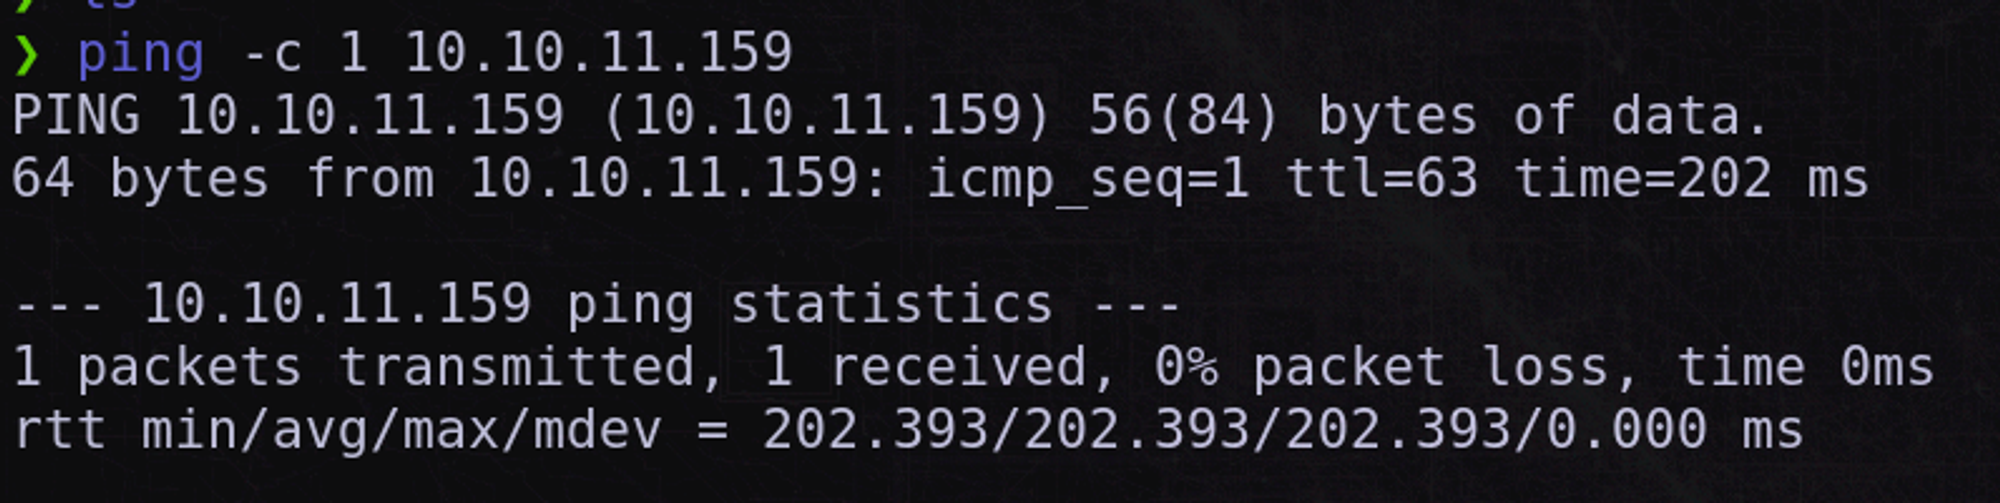 ❯ ping -c 1 10.10.11.159
PING 10.10.11.159 (10.10.11.159) 56(84) bytes of data.
64 bytes from 10.10.11.159: icmp_seq=1 ttl=63 time=202 ms
--- 10.10.11.159 ping statistics ---
1 packets transmitted, 1 received, 0% packet loss, time 0ms
rtt min/avg/max/mdev = 202.393/202.393/202.393/0.000 ms